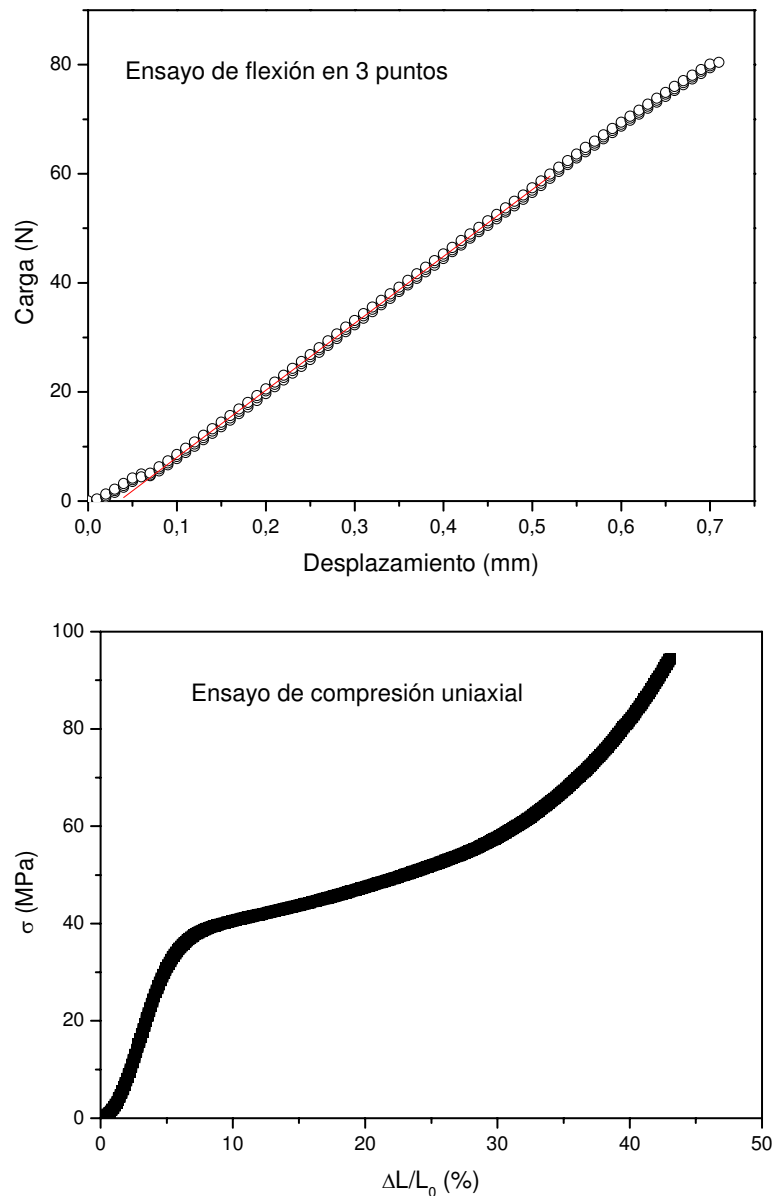 80
Ensayo de flexión en 3 puntos
60
Carga (N)
40
20
0
0,0 0,1 0,2 0,3 0,4 0,5 0,6 0,7
Desplazamiento (mm)
100
Ensayo de compresión uniaxial
80
60
σ (MPa)
40
20
0
0 10 20 30 40 50
ΔL/L₀ (%)